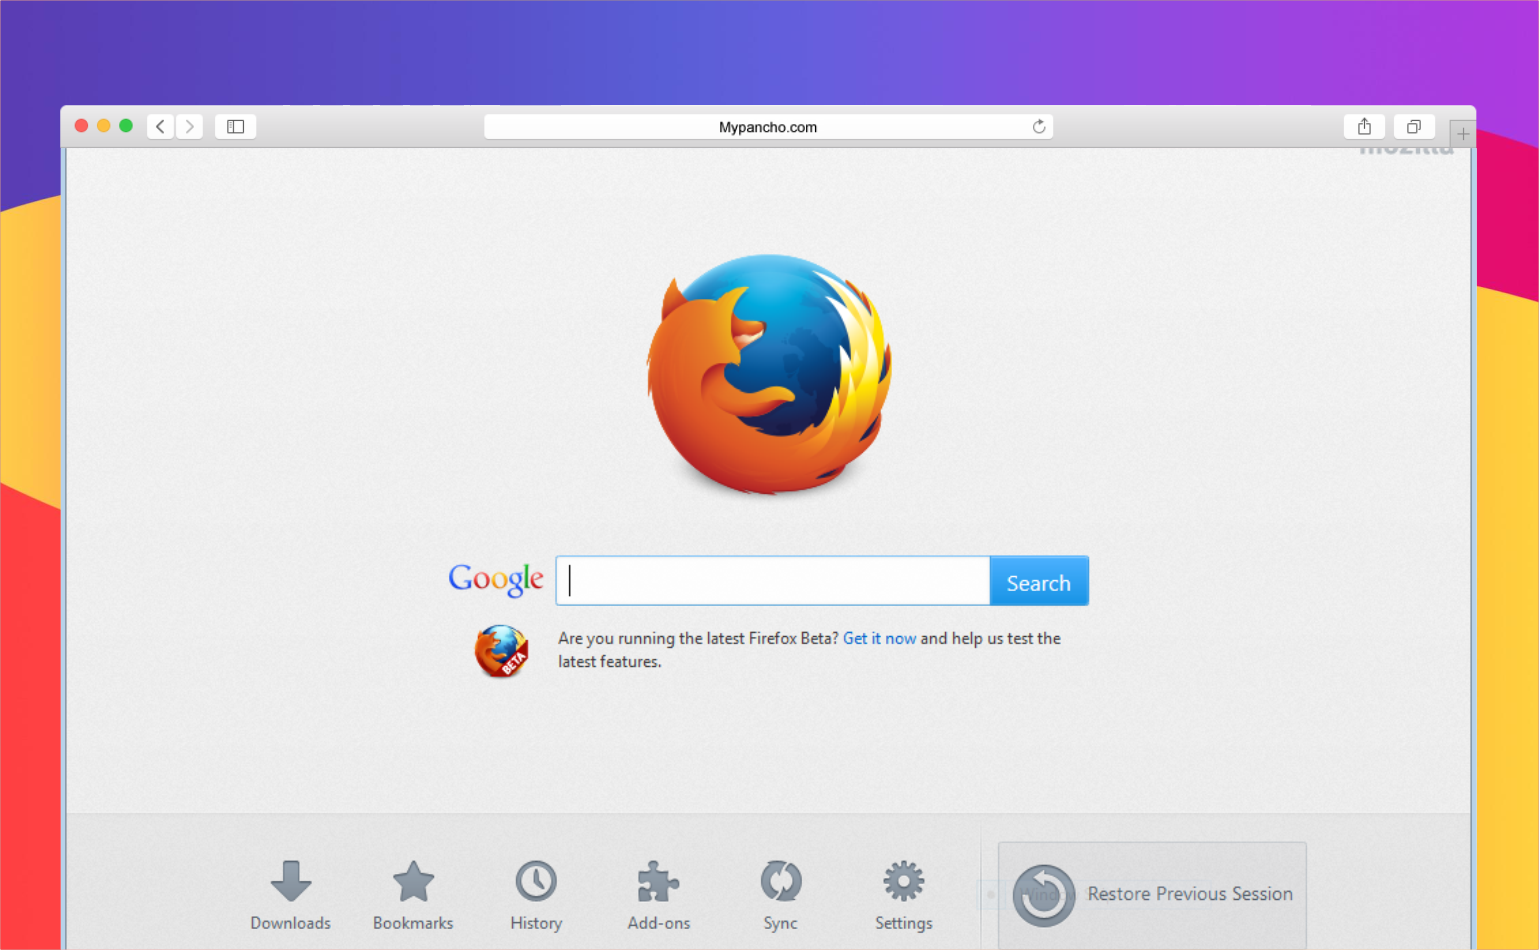 Mypancho.com
mozilla
Google
Search
BETA
Are you running the latest Firefox Beta? Get it now and help us test the
latest features.
Downloads
Bookmarks
History
Add-ons
Sync
Settings
Restore Previous Session